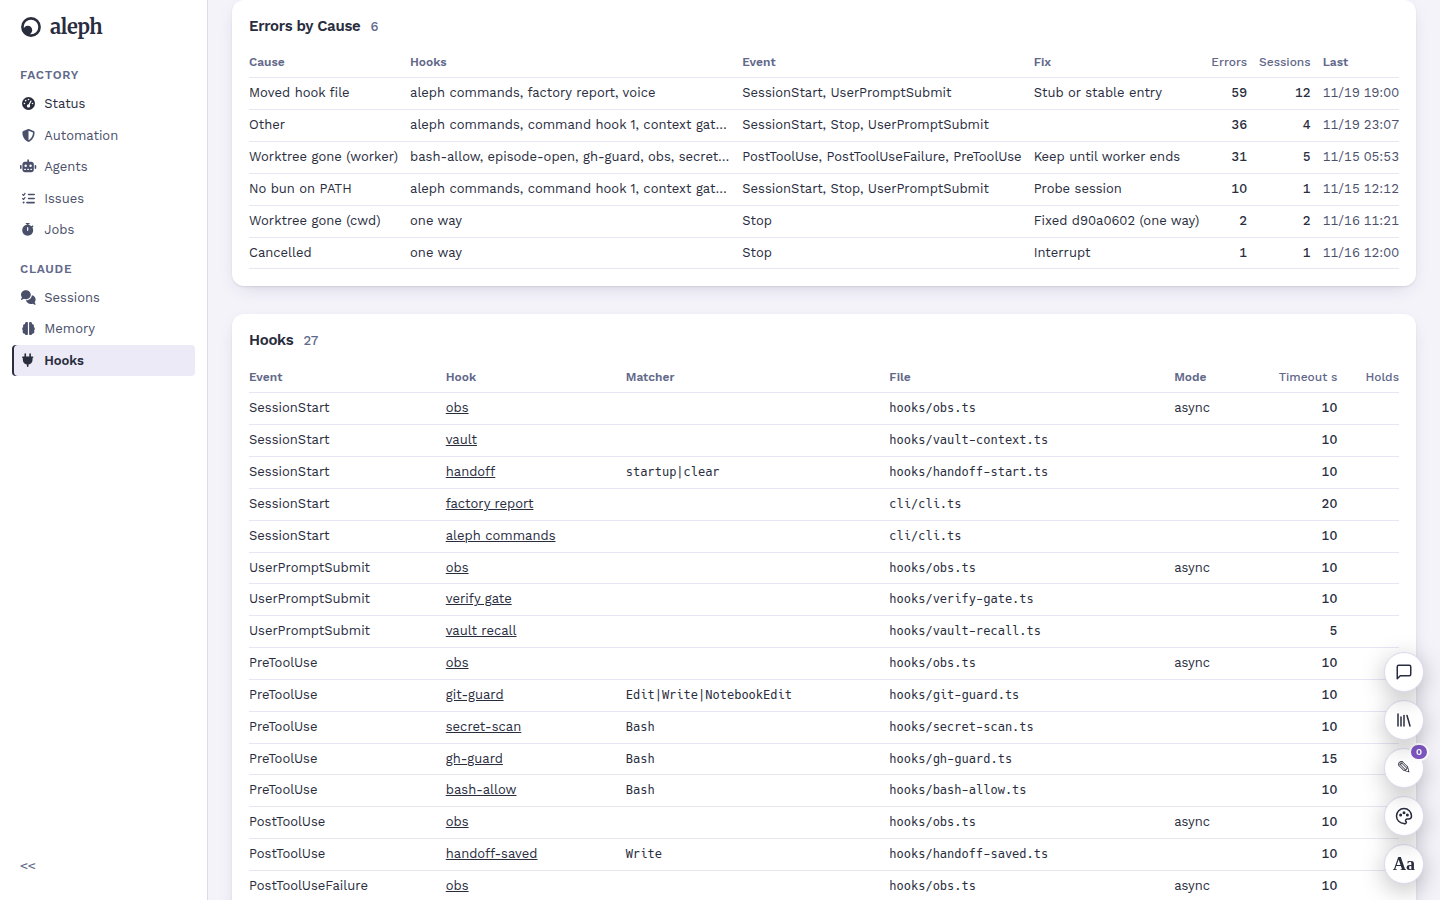 aleph
FACTORY
Status
Automation
Agents
Issues
Jobs
CLAUDE
Sessions
Memory
Hooks
<<
Errors by Cause 6
Cause Hooks Event Fix Errors Sessions Last
Moved hook file aleph commands, factory report, voice SessionStart, UserPromptSubmit Stub or stable entry 59 12 11/19 19:00
Other aleph commands, command hook 1, context gat... SessionStart, Stop, UserPromptSubmit 36 4 11/19 23:07
Worktree gone (worker) bash-allow, episode-open, gh-guard, obs, secret... PostToolUse, PostToolUseFailure, PreToolUse Keep until worker ends 31 5 11/15 05:53
No bun on PATH aleph commands, command hook 1, context gat... SessionStart, Stop, UserPromptSubmit Probe session 10 1 11/15 12:12
Worktree gone (cwd) one way Stop Fixed d90a0602 (one way) 2 2 11/16 11:21
Cancelled one way Stop Interrupt 1 1 11/16 12:00
Hooks 27
Event Hook Matcher File Mode Timeout s Holds
SessionStart obs hooks/obs.ts async 10
SessionStart vault hooks/vault-context.ts 10
SessionStart handoff startup|clear hooks/handoff-start.ts 10
SessionStart factory report cli/cli.ts 20
SessionStart aleph commands cli/cli.ts 10
UserPromptSubmit obs hooks/obs.ts async 10
UserPromptSubmit verify gate hooks/verify-gate.ts 10
UserPromptSubmit vault recall hooks/vault-recall.ts 5
PreToolUse obs hooks/obs.ts async 10
PreToolUse git-guard Edit|Write|NotebookEdit hooks/git-guard.ts 10
PreToolUse secret-scan Bash hooks/secret-scan.ts 10
PreToolUse gh-guard Bash hooks/gh-guard.ts 15
PreToolUse bash-allow Bash hooks/bash-allow.ts 10
PostToolUse obs hooks/obs.ts async 10
PostToolUse handoff-saved Write hooks/handoff-saved.ts 10
PostToolUseFailure obs hooks/obs.ts async 10
0
Aa